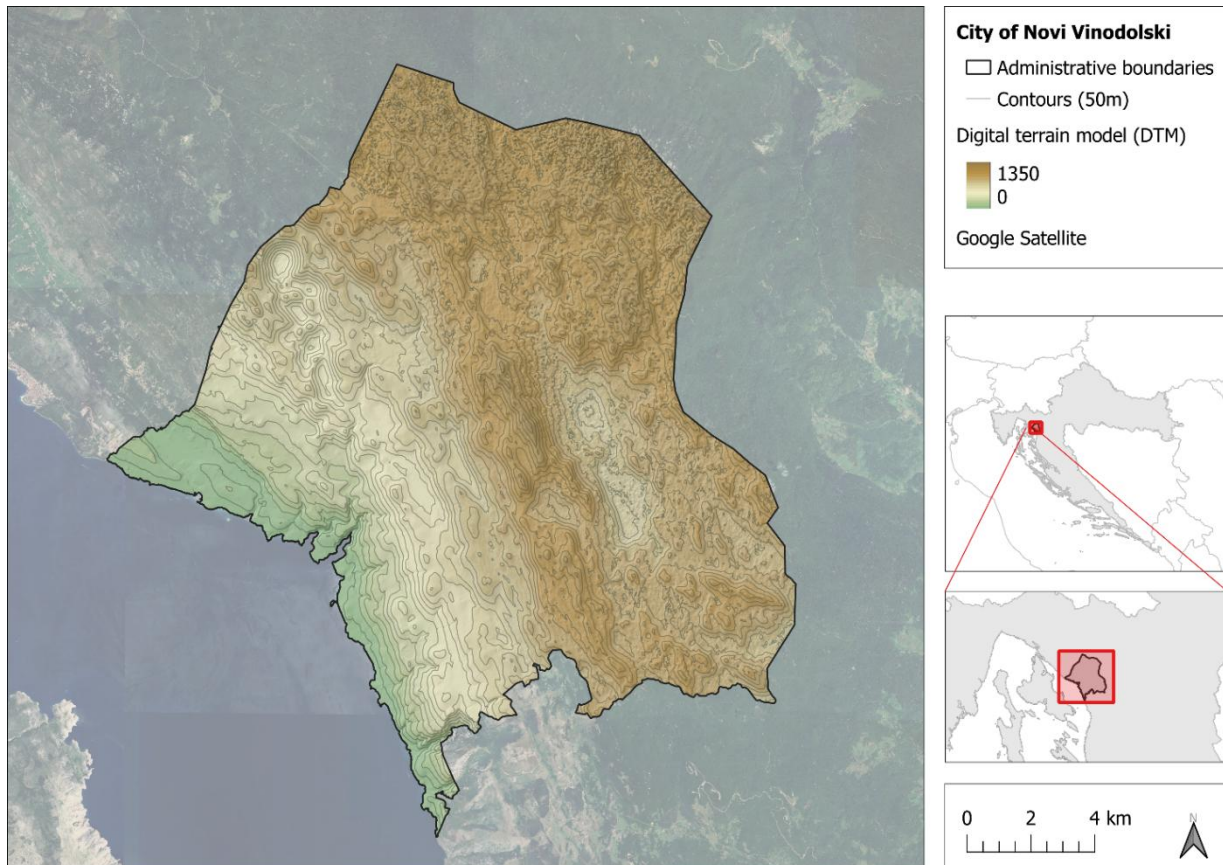 City of Novi Vinodolski
Administrative boundaries
Contours (50m)
Digital terrain model (DTM)
1350
0
Google Satellite
0 2 4 km
N